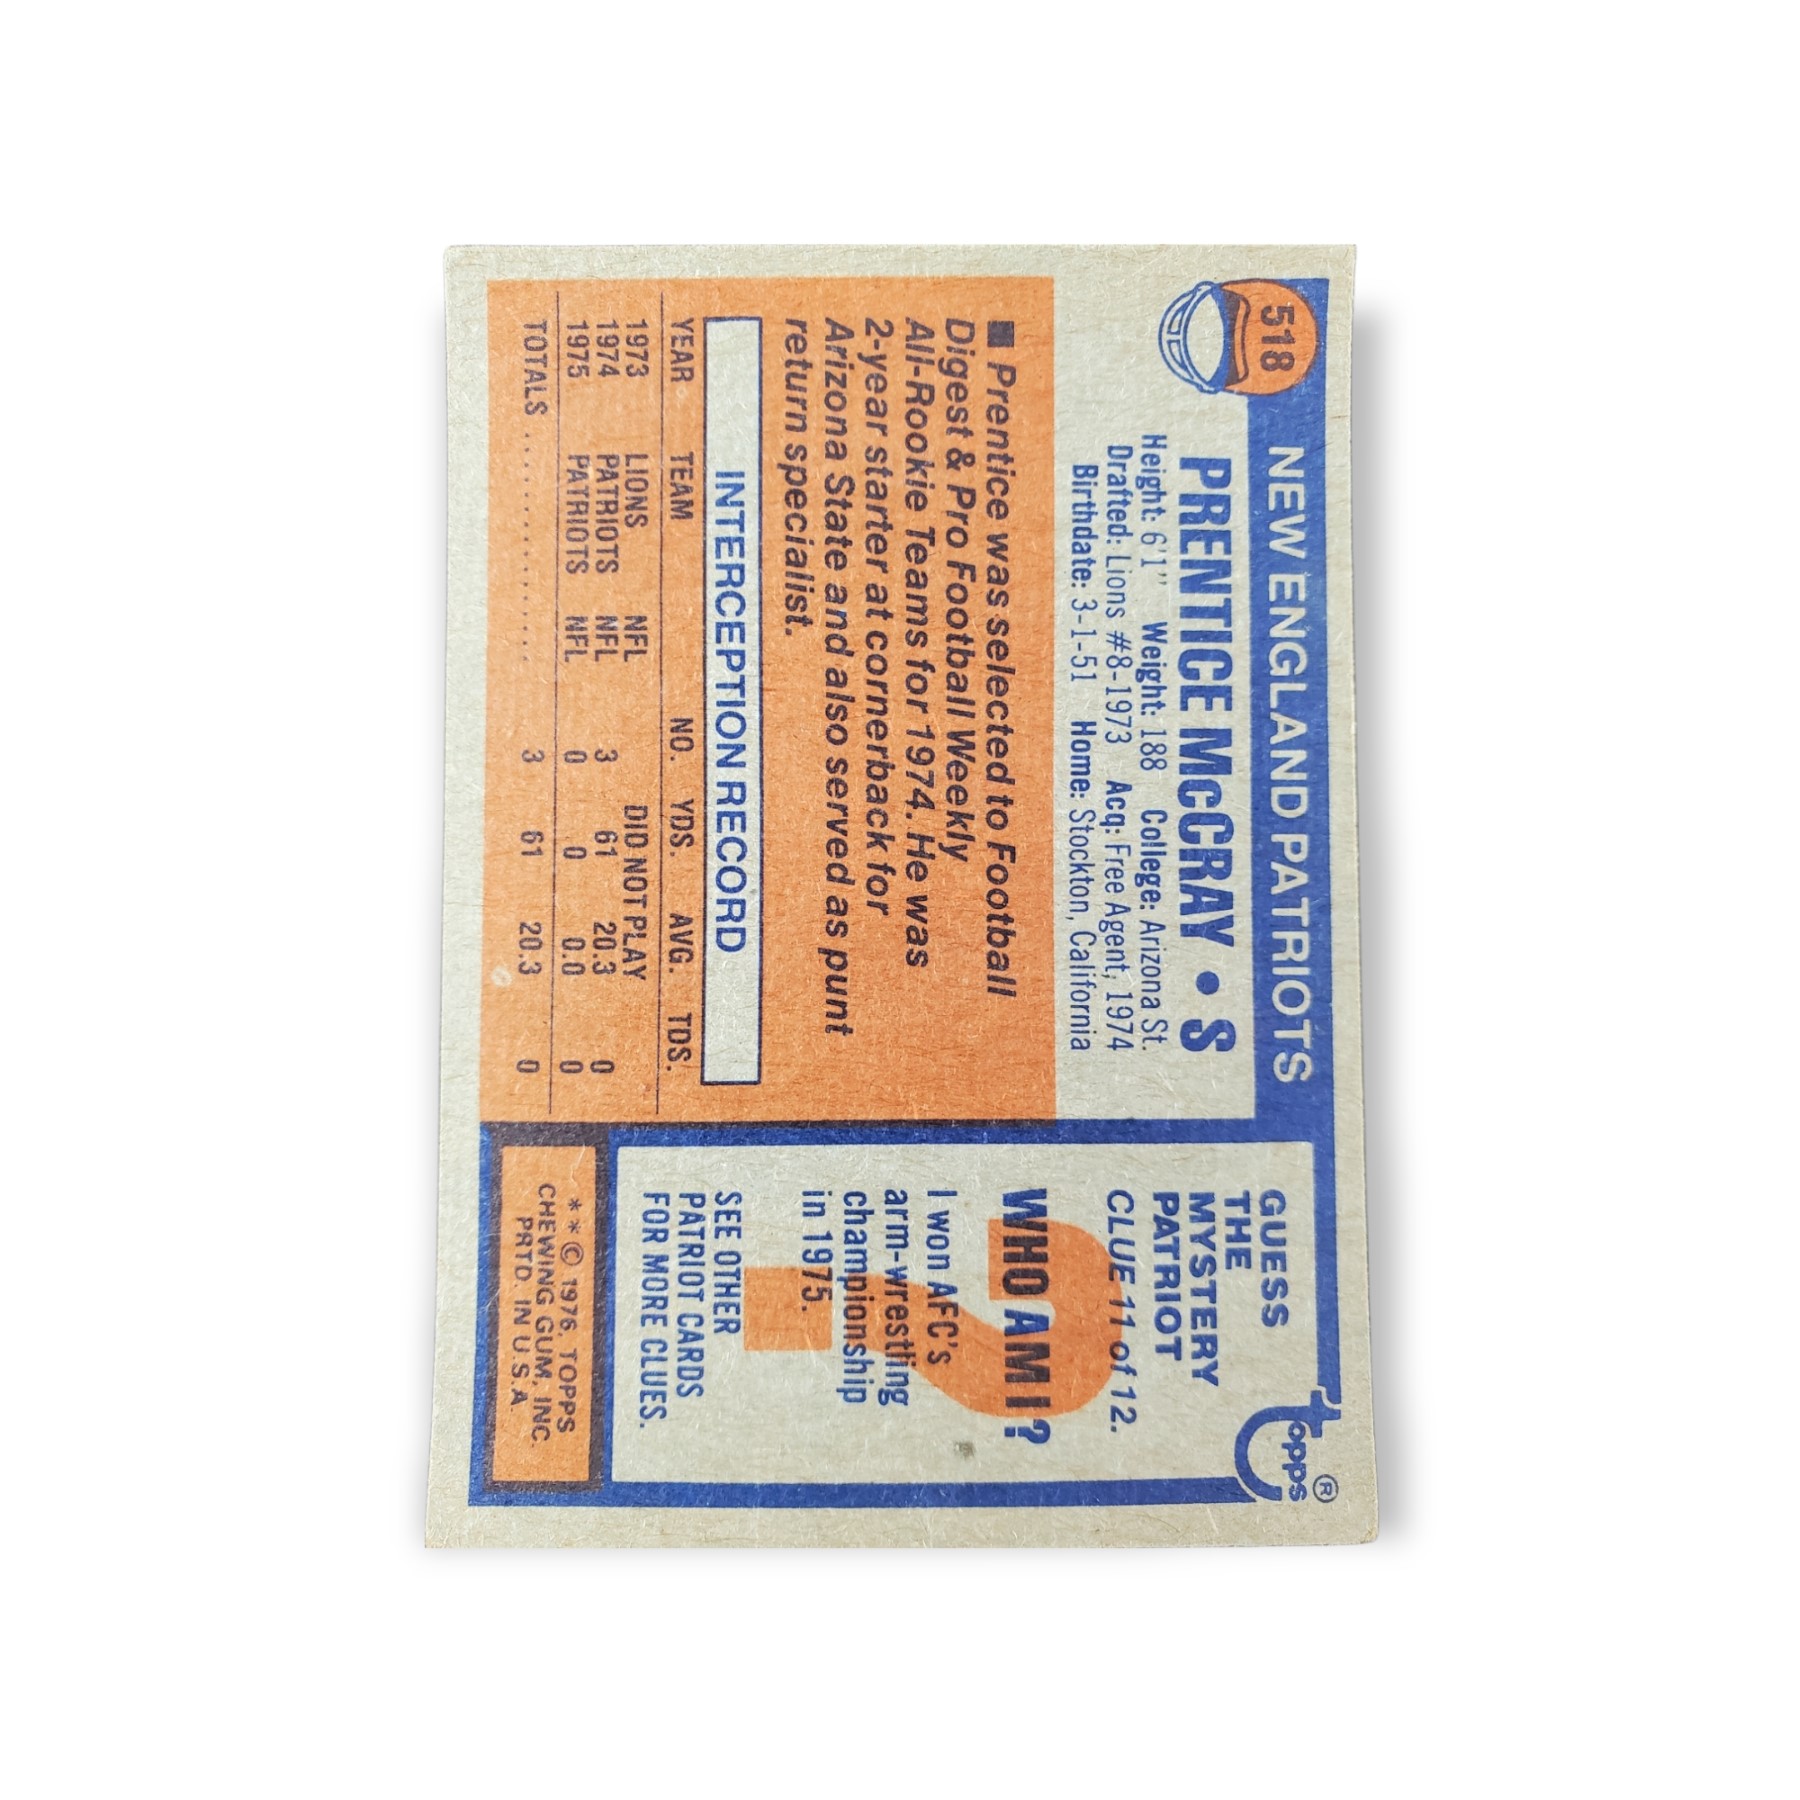 518
NEW ENGLAND PATRIOTS
PRENTICE McCRAY • S
Height: 6'1" Weight: 188 College: Arizona St.
Drafted: Lions #8-1973 Acq: Free Agent, 1974
Birthdate: 3-1-51 Home: Stockton, California
■ Prentice was selected to Football
Digest & Pro Football Weekly
All-Rookie Teams for 1974. He was
2-year starter at cornerback for
Arizona State and also served as punt
return specialist.
INTERCEPTION RECORD
YEAR TEAM NO. YDS. AVG. TDS.
1973 LIONS NFL DID NOT PLAY
1974 PATRIOTS NFL 3 61 20.3 0
1975 PATRIOTS NFL 0 0 0.0 0
TOTALS .................. 3 61 20.3 0
topps®
GUESS
THE
MYSTERY
PATRIOT
CLUE 11 of 12.
WHO AM I?
I won AFC's
arm-wrestling
championship
in 1975.
SEE OTHER
PATRIOT CARDS
FOR MORE CLUES.
**© 1976, TOPPS
CHEWING GUM, INC.
PRTD. IN U.S.A.